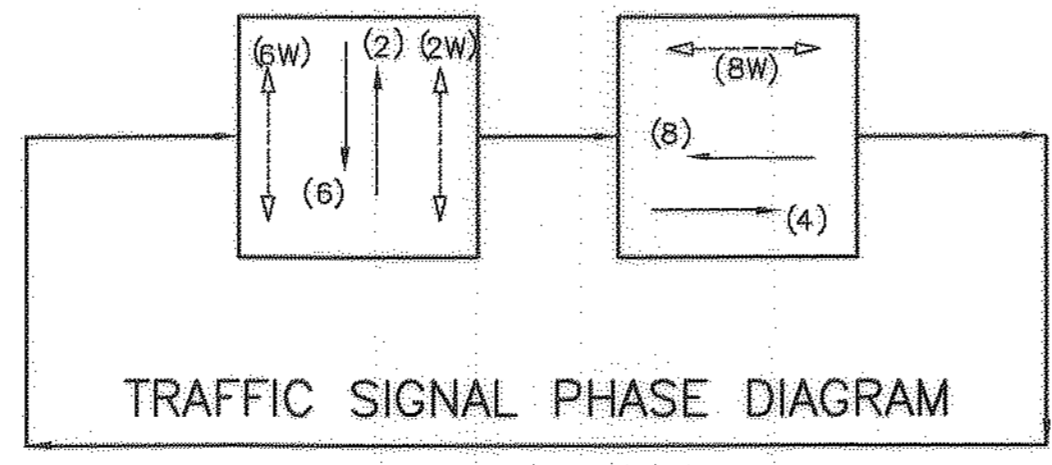 (6W) (2) (2W)
(6)
(8W)
(8)
(4)
TRAFFIC SIGNAL PHASE DIAGRAM